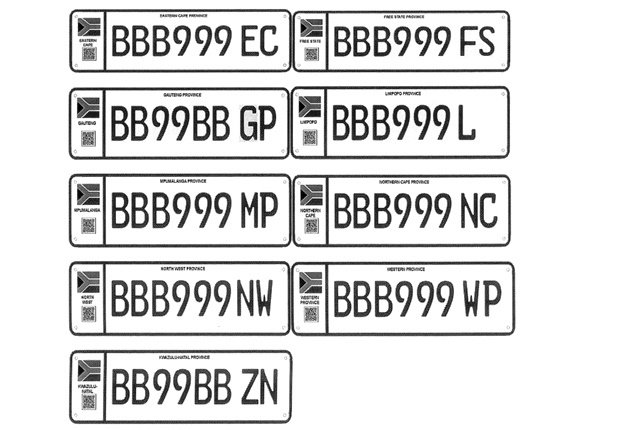 EASTERN CAPE PROVINCE
EASTERN
CAPE
BBB999 EC
FREE STATE PROVINCE
FREE STATE
BBB999 FS
GAUTENG PROVINCE
GAUTENG
BB99BB GP
LIMPOPO PROVINCE
LIMPOPO
BBB999 L
MPUMALANGA PROVINCE
MPUMALANGA
BBB999 MP
NORTHERN CAPE PROVINCE
NORTHERN
CAPE
BBB999 NC
NORTH WEST PROVINCE
NORTH
WEST
BBB999 NW
WESTERN PROVINCE
WESTERN
PROVINCE
BBB999 WP
KWAZULU-NATAL PROVINCE
KWAZULU-
NATAL
BB99BB ZN